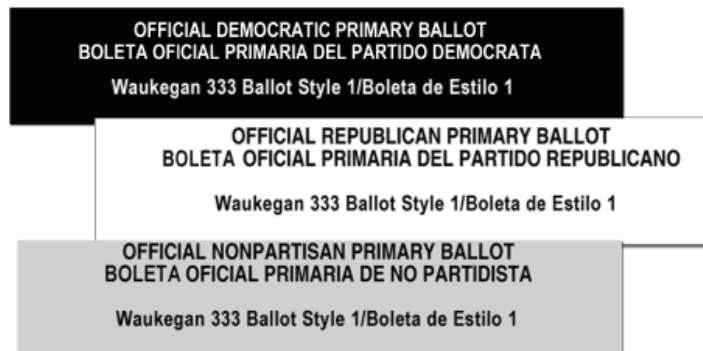 OFFICIAL DEMOCRATIC PRIMARY BALLOT
BOLETA OFICIAL PRIMARIA DEL PARTIDO DEMOCRATA
Waukegan 333 Ballot Style 1/Boleta de Estilo 1
OFFICIAL REPUBLICAN PRIMARY BALLOT
BOLETA OFICIAL PRIMARIA DEL PARTIDO REPUBLICANO
Waukegan 333 Ballot Style 1/Boleta de Estilo 1
OFFICIAL NONPARTISAN PRIMARY BALLOT
BOLETA OFICIAL PRIMARIA DE NO PARTIDISTA
Waukegan 333 Ballot Style 1/Boleta de Estilo 1